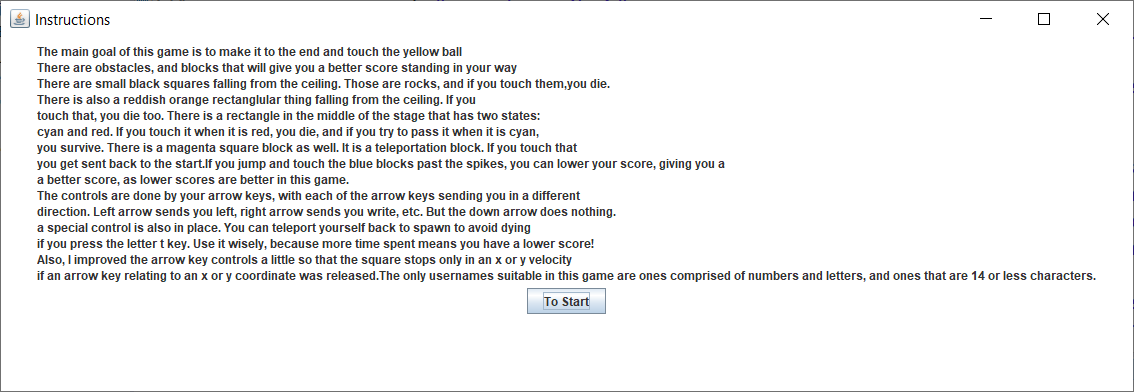 Instructions
The main goal of this game is to make it to the end and touch the yellow ball
There are obstacles, and blocks that will give you a better score standing in your way
There are small black squares falling from the ceiling. Those are rocks, and if you touch them,you die.
There is also a reddish orange rectanglular thing falling from the ceiling. If you
touch that, you die too. There is a rectangle in the middle of the stage that has two states:
cyan and red. If you touch it when it is red, you die, and if you try to pass it when it is cyan,
you survive. There is a magenta square block as well. It is a teleportation block. If you touch that
you get sent back to the start.If you jump and touch the blue blocks past the spikes, you can lower your score, giving you a
a better score, as lower scores are better in this game.
The controls are done by your arrow keys, with each of the arrow keys sending you in a different
direction. Left arrow sends you left, right arrow sends you write, etc. But the down arrow does nothing.
a special control is also in place. You can teleport yourself back to spawn to avoid dying
if you press the letter t key. Use it wisely, because more time spent means you have a lower score!
Also, I improved the arrow key controls a little so that the square stops only in an x or y velocity
if an arrow key relating to an x or y coordinate was released.The only usernames suitable in this game are ones comprised of numbers and letters, and ones that are 14 or less characters.
To Start